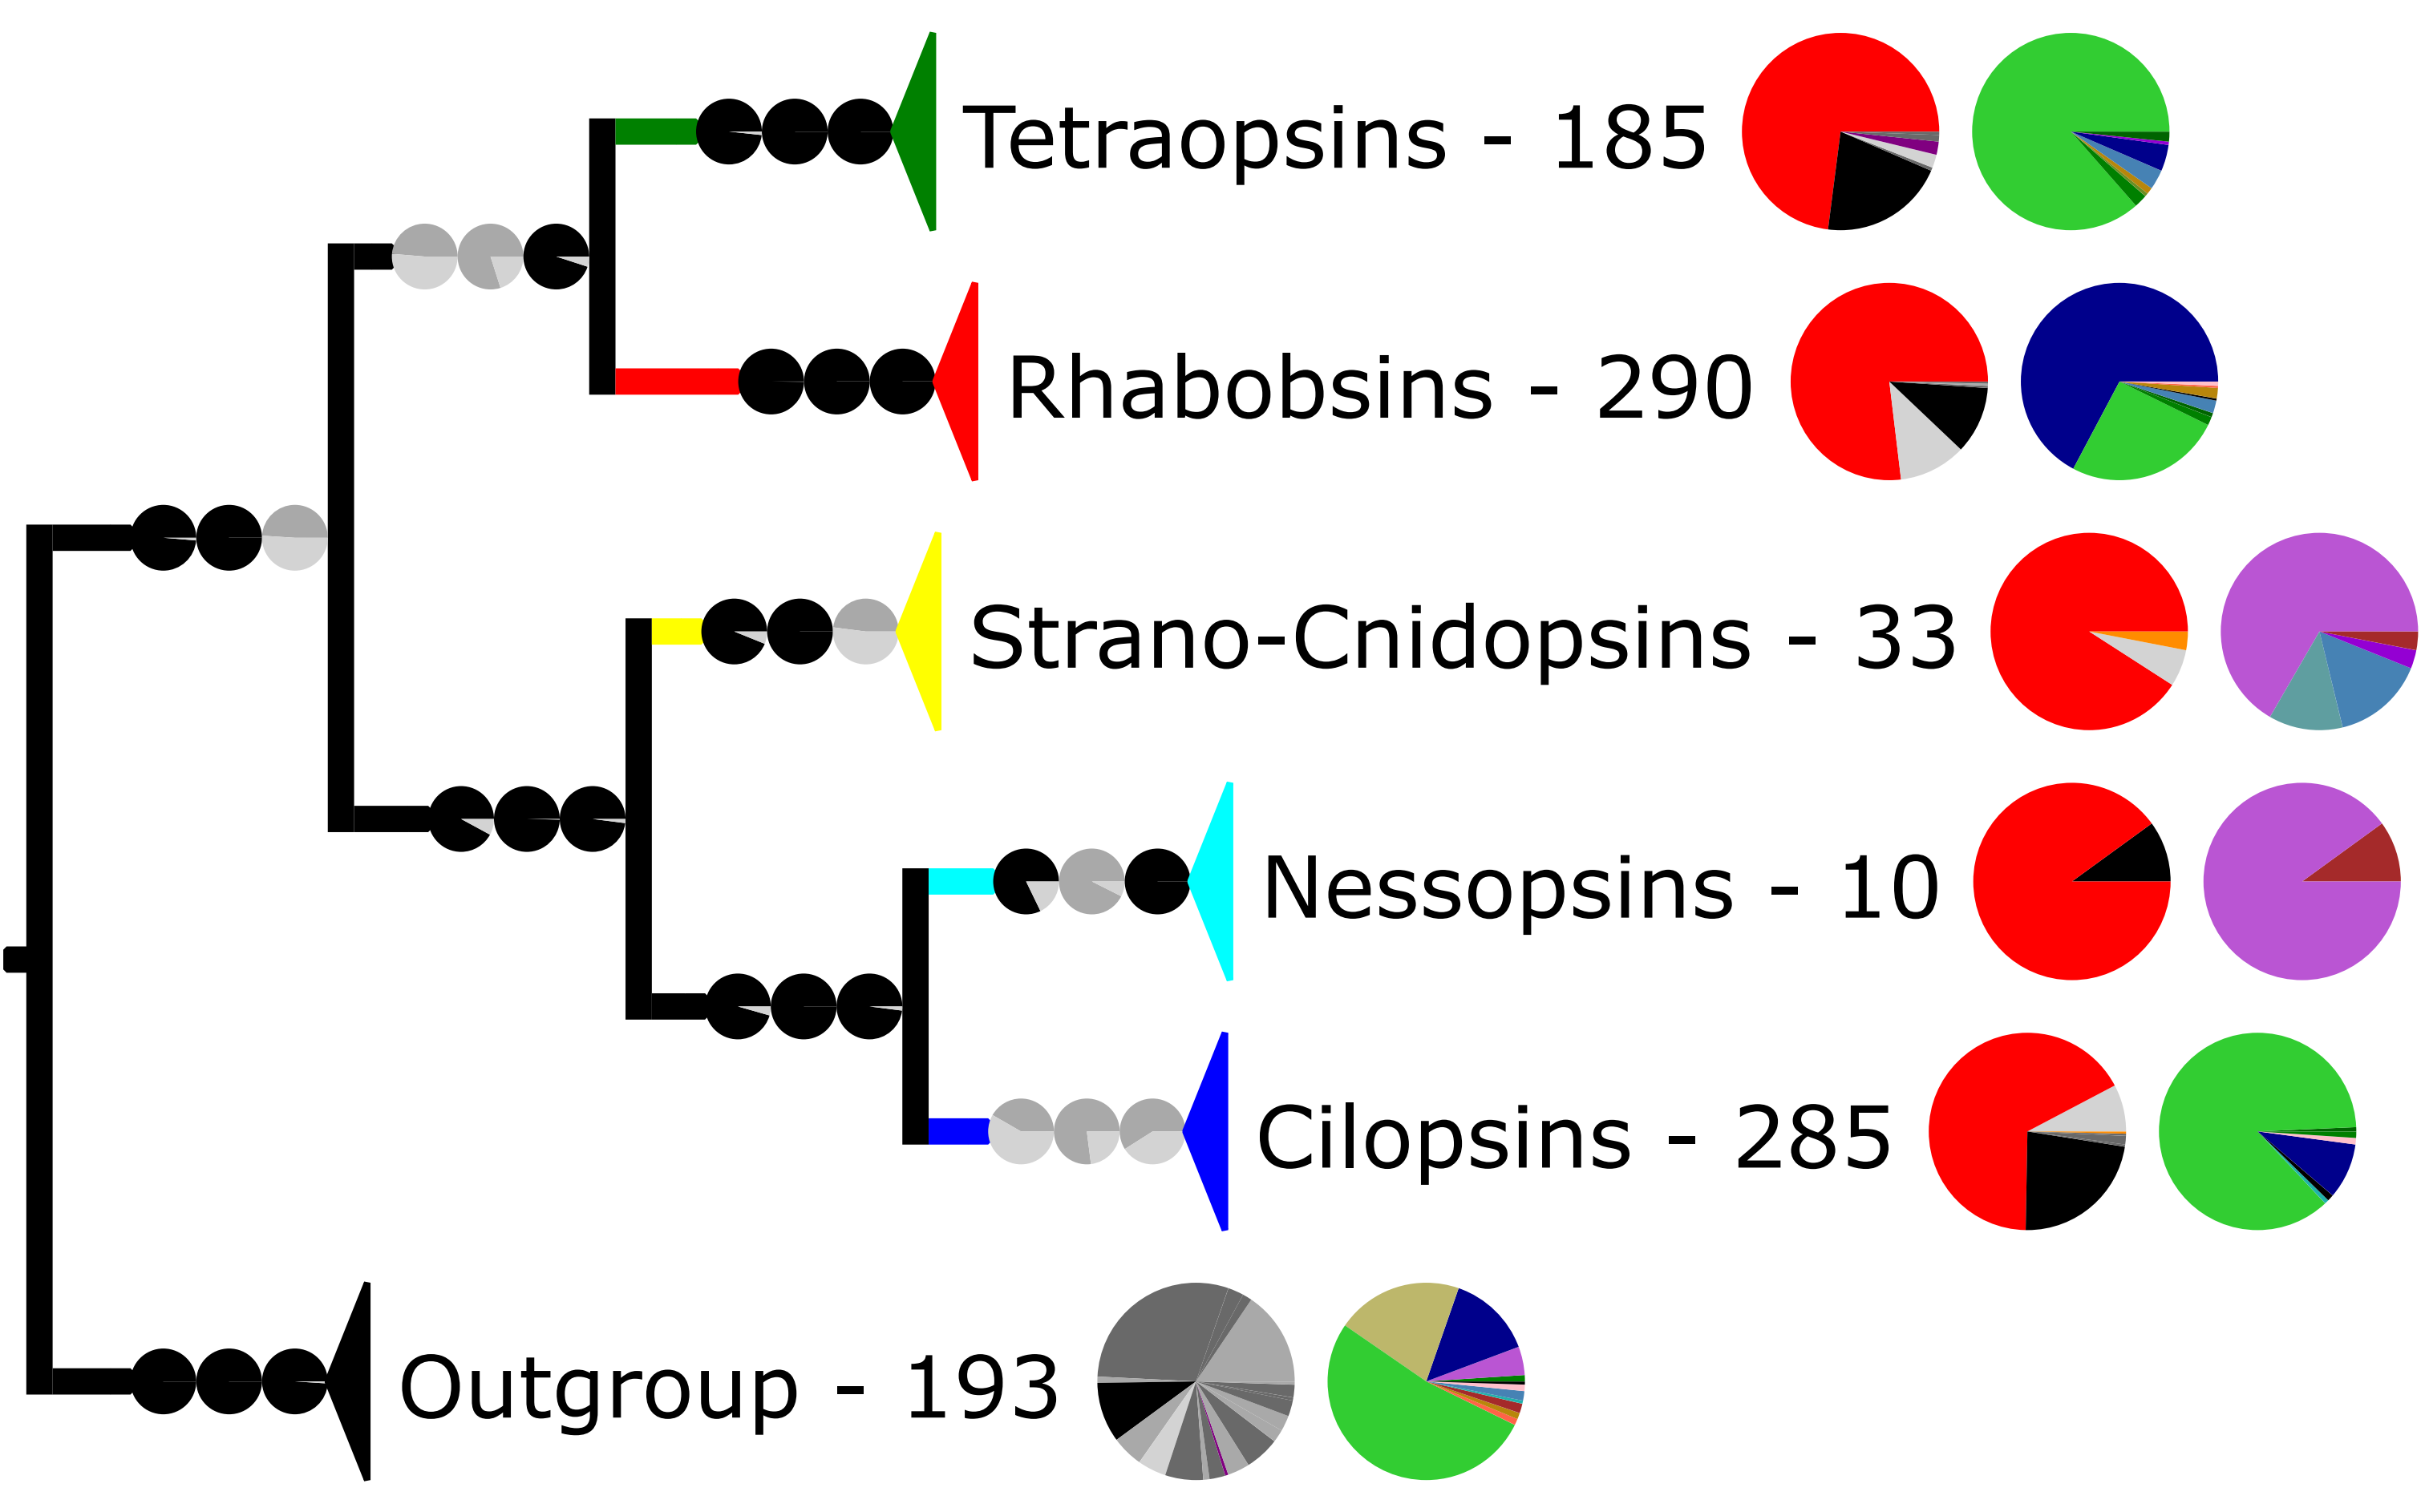 Tetraopsins - 185
Rhabobsins - 290
Strano-Cnidopsins - 33
Nessopsins - 10
Cilopsins - 285
Outgroup - 193